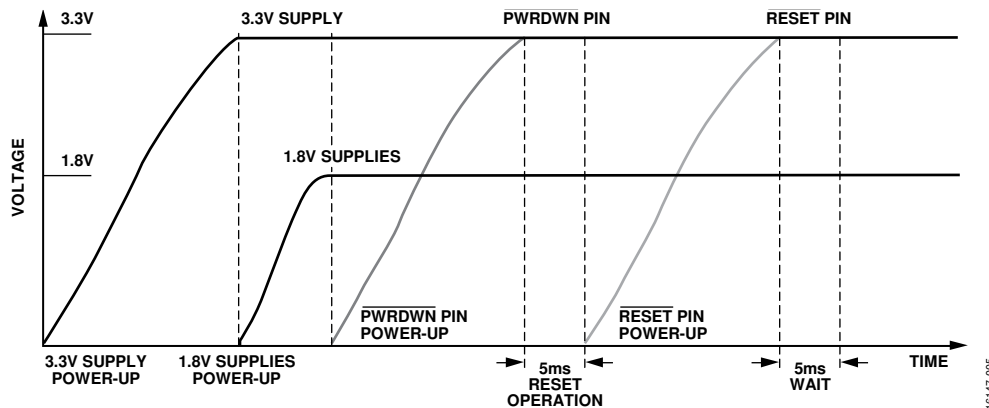 3.3V
3.3V SUPPLY
PWRDWN PIN
RESET PIN
1.8V
1.8V SUPPLIES
VOLTAGE
PWRDWN PIN
POWER-UP
RESET PIN
POWER-UP
3.3V SUPPLY
POWER-UP
1.8V SUPPLIES
POWER-UP
5ms
RESET
OPERATION
5ms
WAIT
TIME